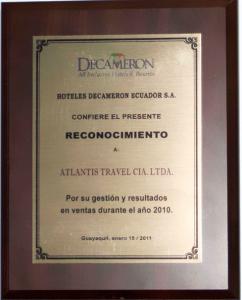 DECAMERON
All Inclusive Hotels & Resorts
HOTELES DECAMERON ECUADOR S.A.
CONFIERE EL PRESENTE
RECONOCIMIENTO
A:
ATLANTIS TRAVEL CIA. LTDA.
Por su gestión y resultados
en ventas durante el año 2010.
Guayaquil, enero 15 / 2011